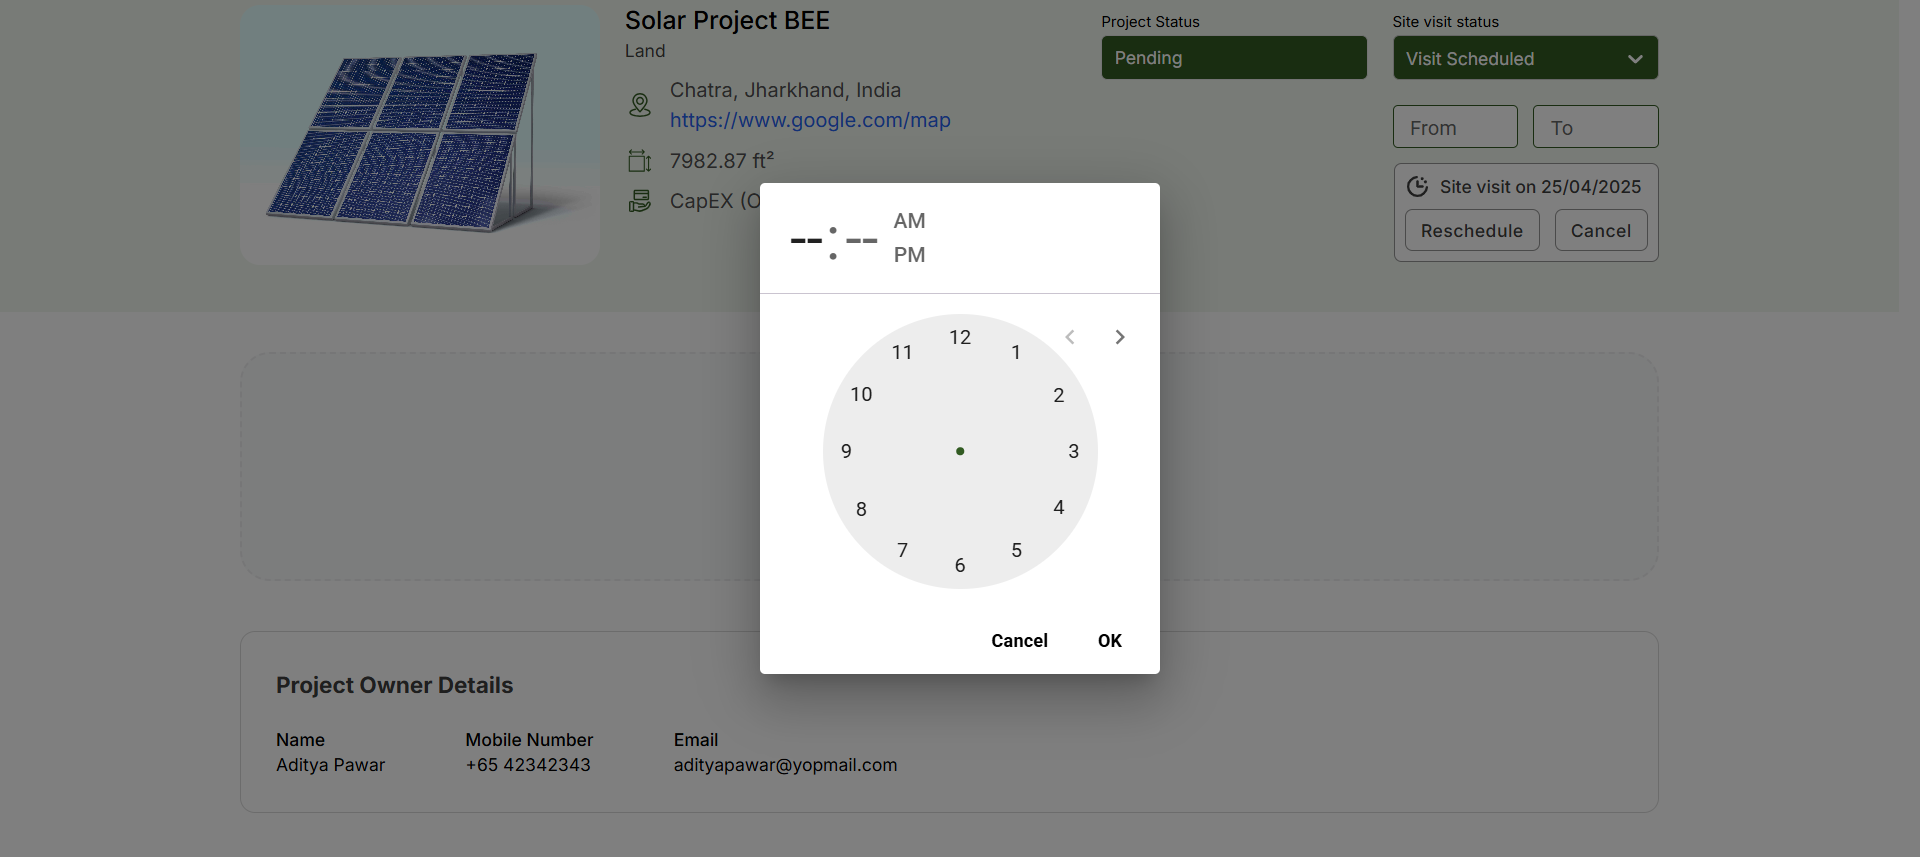 Solar Project BEE
Land
Chatra, Jharkhand, India
https://www.google.com/map
7982.87 ft²
CapEX (O
Project Status
Pending
Site visit status
Visit Scheduled
From
To
Site visit on 25/04/2025
Reschedule
Cancel
--:--
AM
PM
12
1
2
3
4
5
6
7
8
9
10
11
Cancel
OK
Project Owner Details
Name
Mobile Number
Email
Aditya Pawar
+65 42342343
adityapawar@yopmail.com